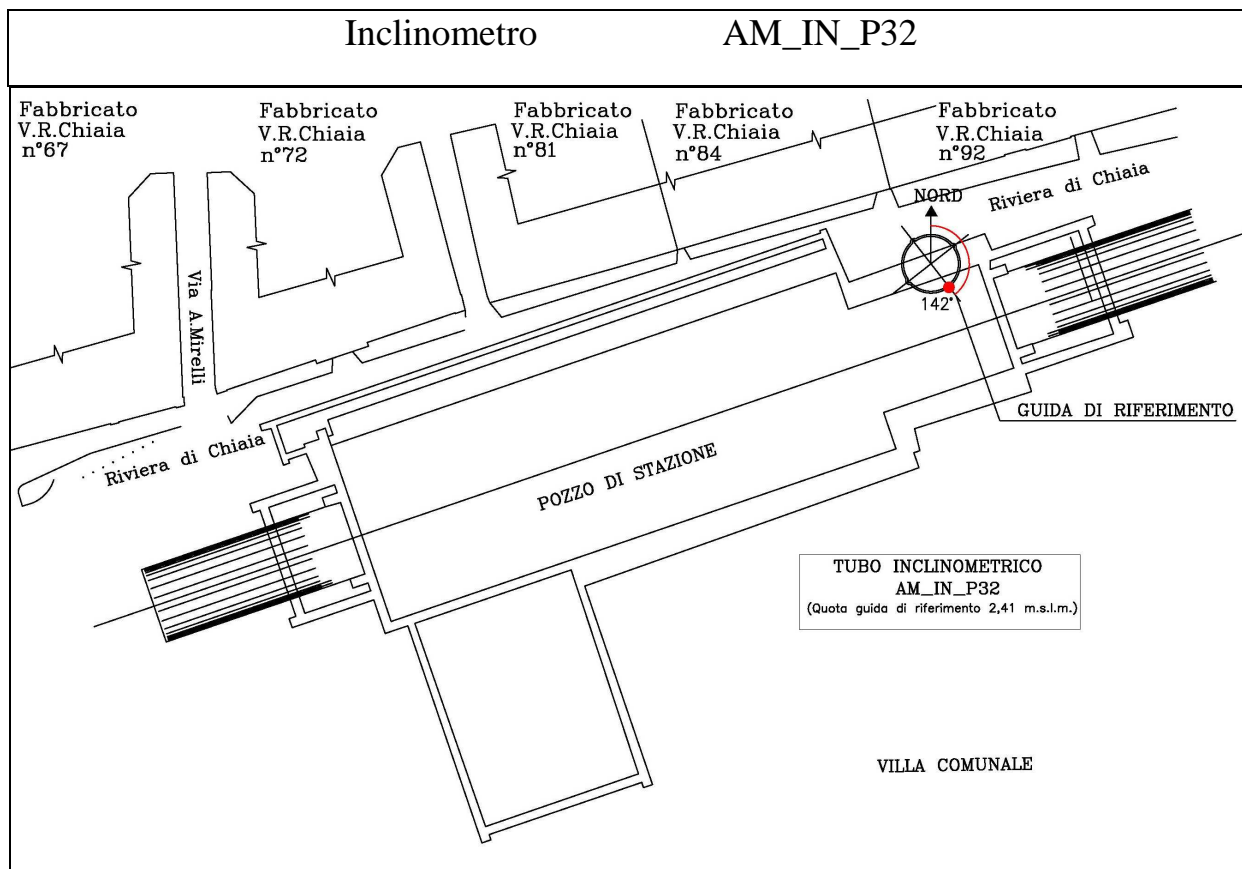 Inclinometro AM_IN_P32
Fabbricato
V.R.Chiaia
n°67
Fabbricato
V.R.Chiaia
n°72
Fabbricato
V.R.Chiaia
n°81
Fabbricato
V.R.Chiaia
n°84
Fabbricato
V.R.Chiaia
n°92
NORD
Riviera di Chiaia
142°
Via A.Mirelli
GUIDA DI RIFERIMENTO
Riviera di Chiaia
POZZO DI STAZIONE
TUBO INCLINOMETRICO
AM_IN_P32
(Quota guida di riferimento 2,41 m.s.l.m.)
VILLA COMUNALE